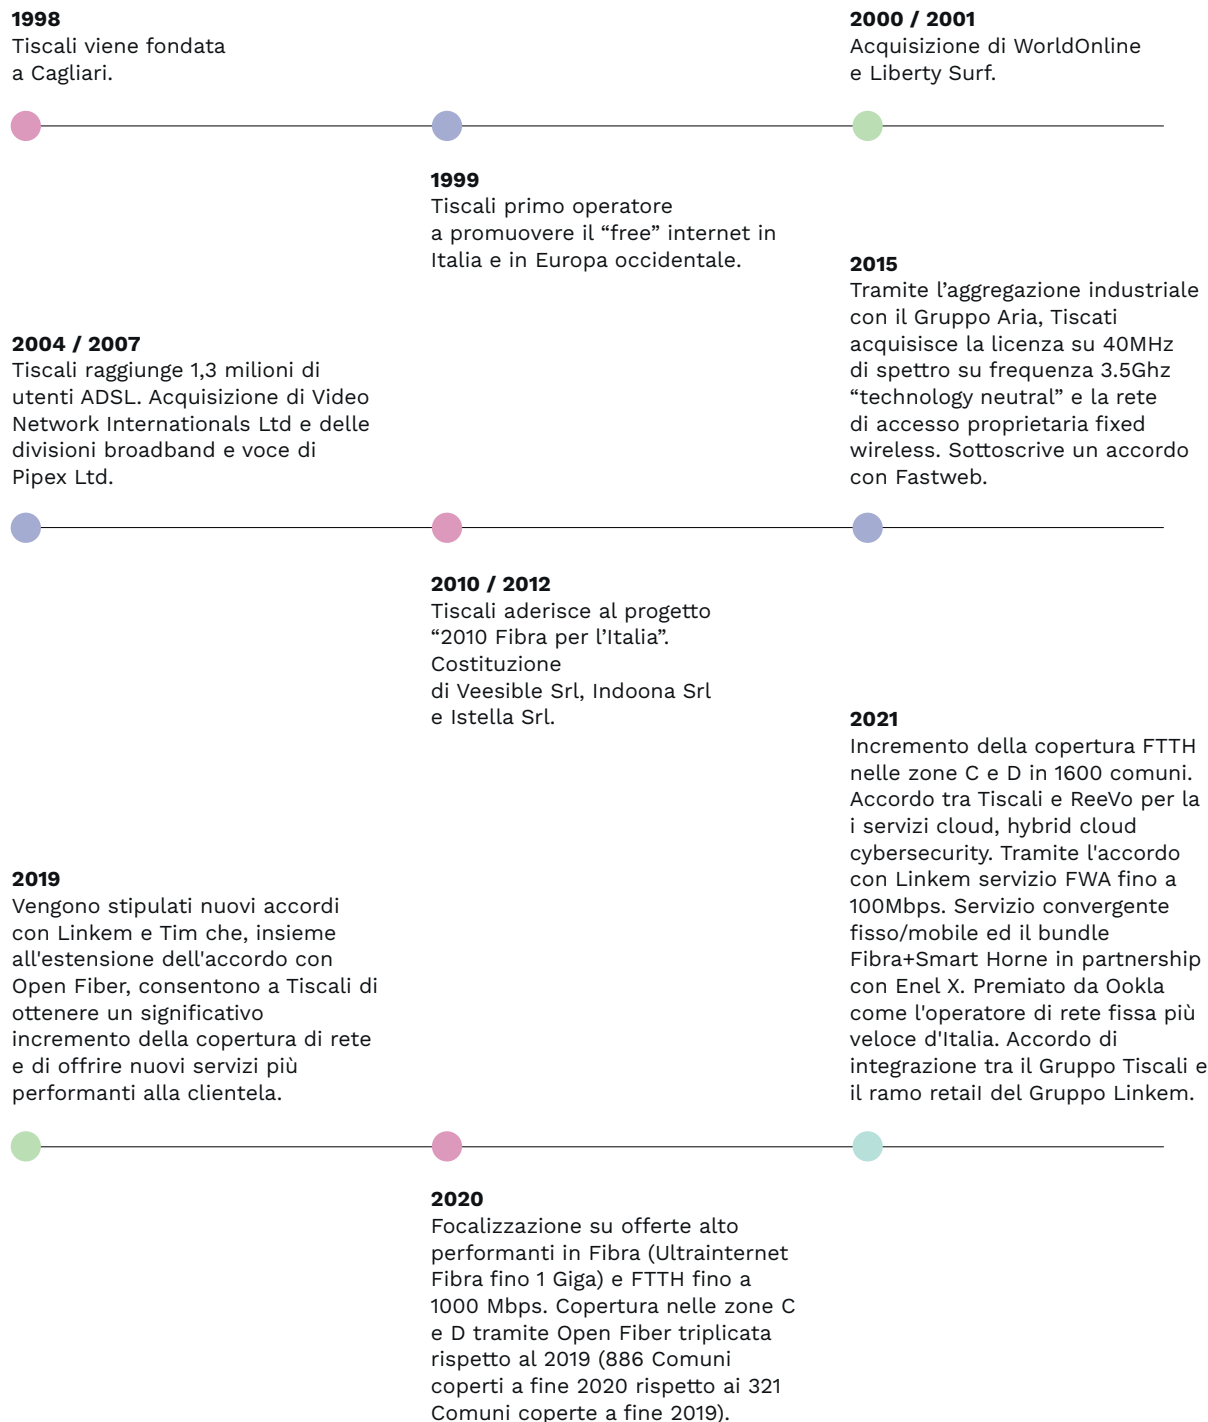 1998
Tiscali viene fondata
a Cagliari.
1999
Tiscali primo operatore
a promuovere il “free” internet in
Italia e in Europa occidentale.
2000 / 2001
Acquisizione di WorldOnline
e Liberty Surf.
2004 / 2007
Tiscali raggiunge 1,3 milioni di
utenti ADSL. Acquisizione di Video
Network Internationals Ltd e delle
divisioni broadband e voce di
Pipex Ltd.
2010 / 2012
Tiscali aderisce al progetto
“2010 Fibra per l’Italia”.
Costituzione
di Veesible Srl, Indoona Srl
e Istella Srl.
2015
Tramite l’aggregazione industriale
con il Gruppo Aria, Tiscati
acquisisce la licenza su 40MHz
di spettro su frequenza 3.5Ghz
“technology neutral” e la rete
di accesso proprietaria fixed
wireless. Sottoscrive un accordo
con Fastweb.
2019
Vengono stipulati nuovi accordi
con Linkem e Tim che, insieme
all'estensione dell'accordo con
Open Fiber, consentono a Tiscali di
ottenere un significativo
incremento della copertura di rete
e di offrire nuovi servizi più
performanti alla clientela.
2020
Focalizzazione su offerte alto
performanti in Fibra (Ultrainternet
Fibra fino 1 Giga) e FTTH fino a
1000 Mbps. Copertura nelle zone C
e D tramite Open Fiber triplicata
rispetto al 2019 (886 Comuni
coperti a fine 2020 rispetto ai 321
Comuni coperte a fine 2019).
2021
Incremento della copertura FTTH
nelle zone C e D in 1600 comuni.
Accordo tra Tiscali e ReeVo per la
i servizi cloud, hybrid cloud
cybersecurity. Tramite l'accordo
con Linkem servizio FWA fino a
100Mbps. Servizio convergente
fisso/mobile ed il bundle
Fibra+Smart Horne in partnership
con Enel X. Premiato da Ookla
come l'operatore di rete fissa più
veloce d'Italia. Accordo di
integrazione tra il Gruppo Tiscali e
il ramo retail del Gruppo Linkem.